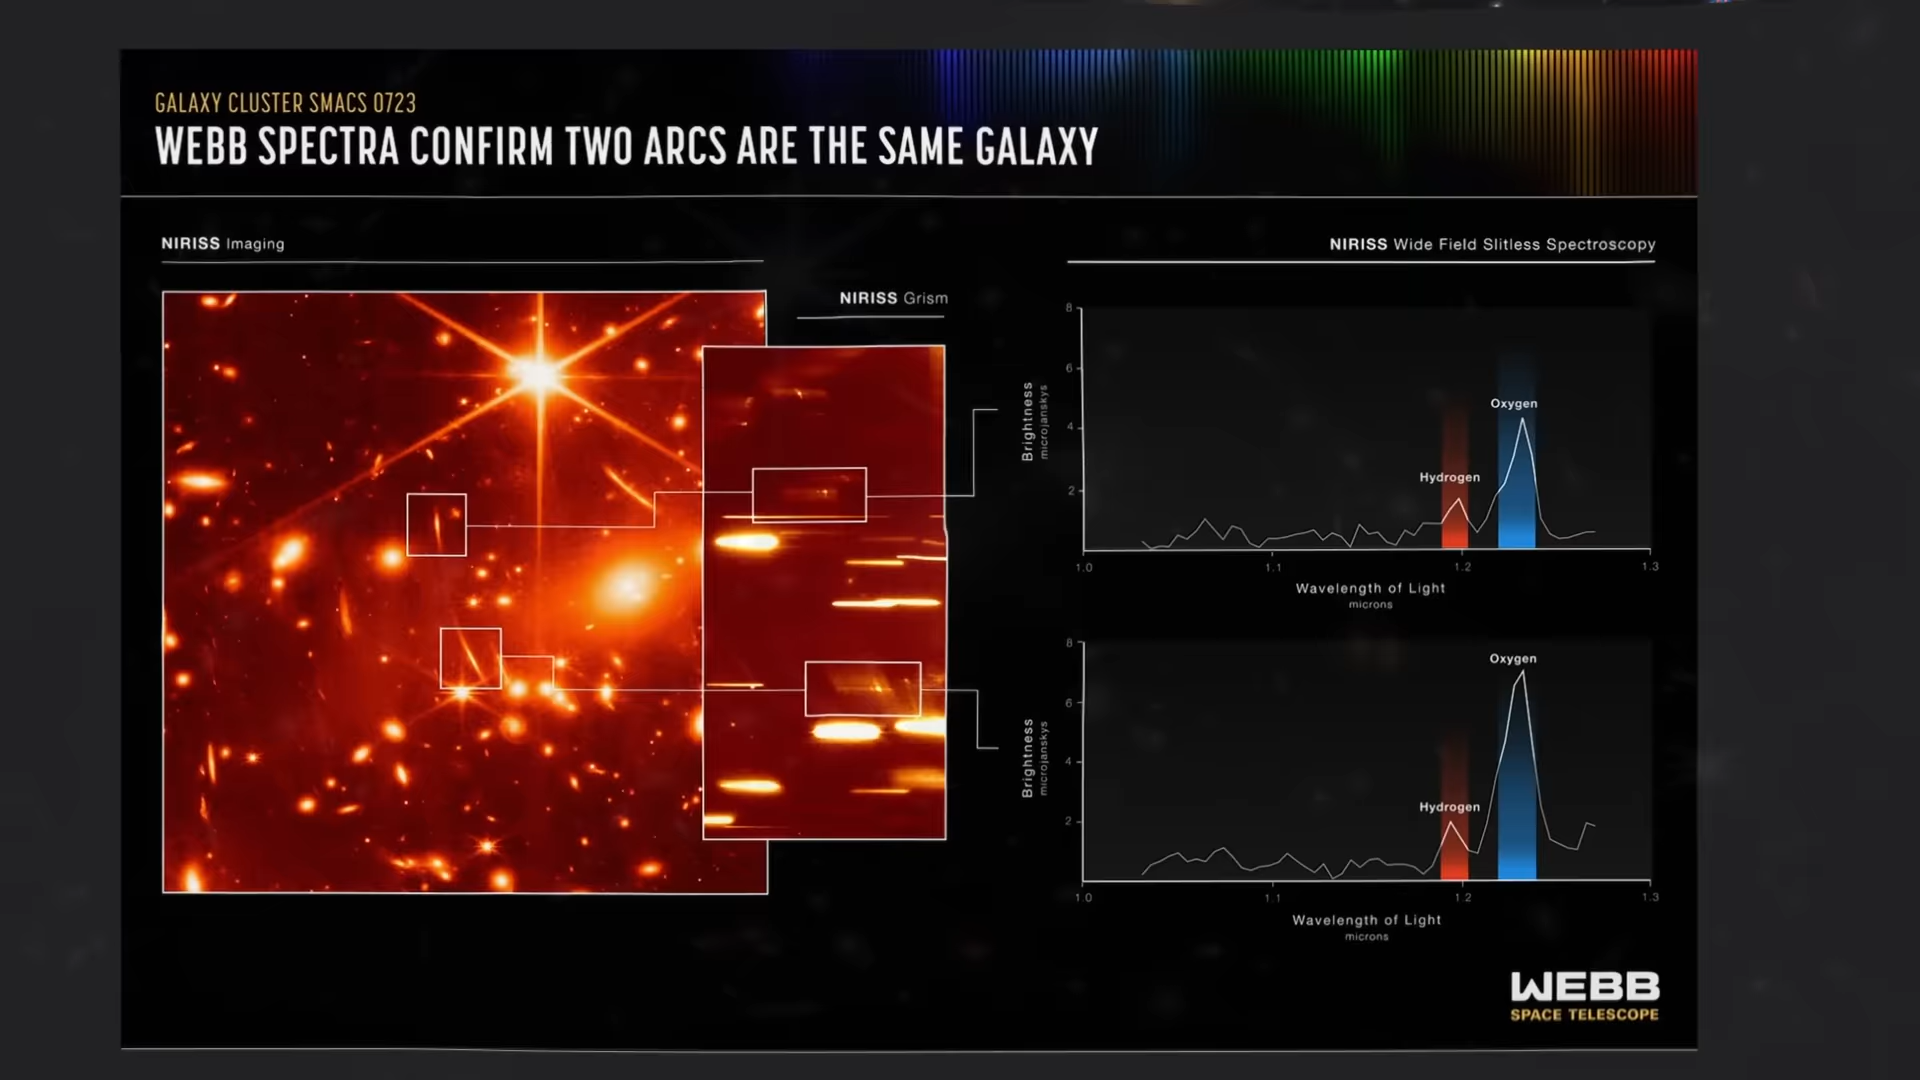 GALAXY CLUSTER SMACS 0723
WEBB SPECTRA CONFIRM TWO ARCS ARE THE SAME GALAXY
NIRISS Imaging
NIRISS Grism
NIRISS Wide Field Slitless Spectroscopy
Brightness
microjanskys
8
6
4
2
Hydrogen
Oxygen
1.0
1.1
1.2
1.3
Wavelength of Light
microns
Brightness
microjanskys
8
6
4
2
Hydrogen
Oxygen
1.0
1.1
1.2
1.3
Wavelength of Light
microns
WEBB
SPACE TELESCOPE